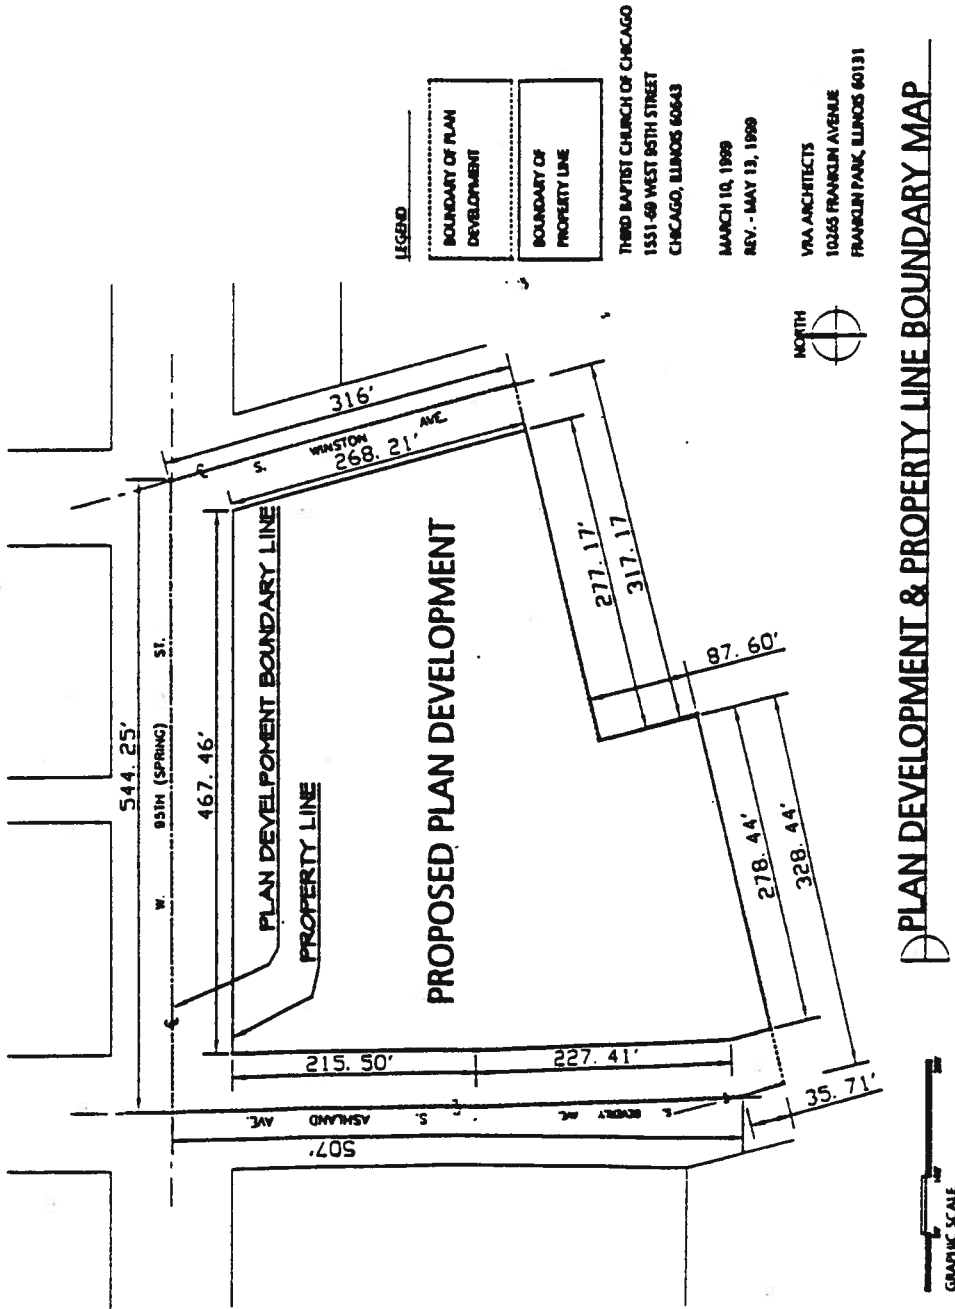 544. 25'
W. 95TH (SPRING) ST.
467. 46'
PLAN DEVELPOMENT BOUNDARY LINE
PROPERTY LINE
PROPOSED PLAN DEVELOPMENT
316'
S. WINSTON AVE.
268. 21'
277. 17'
317. 17
87. 60'
278. 44'
328. 44'
215. 50'
227. 41'
S. ASHLAND AVE.
S. BEVERLY AVE.
507'
35. 71'
LEGEND
BOUNDARY OF PLAN
DEVELOPMENT
BOUNDARY OF
PROPERTY LINE
THIRD BAPTIST CHURCH OF CHICAGO
1551-69 WEST 95TH STREET
CHICAGO, ILLINOIS 60643
MARCH 10, 1999
REV. - MAY 13, 1999
VRA ARCHITECTS
10265 FRANKLIN AVENUE
FRANKLIN PARK, ILLINOIS 60131
NORTH
PLAN DEVELOPMENT & PROPERTY LINE BOUNDARY MAP
GRAPHIC SCALE